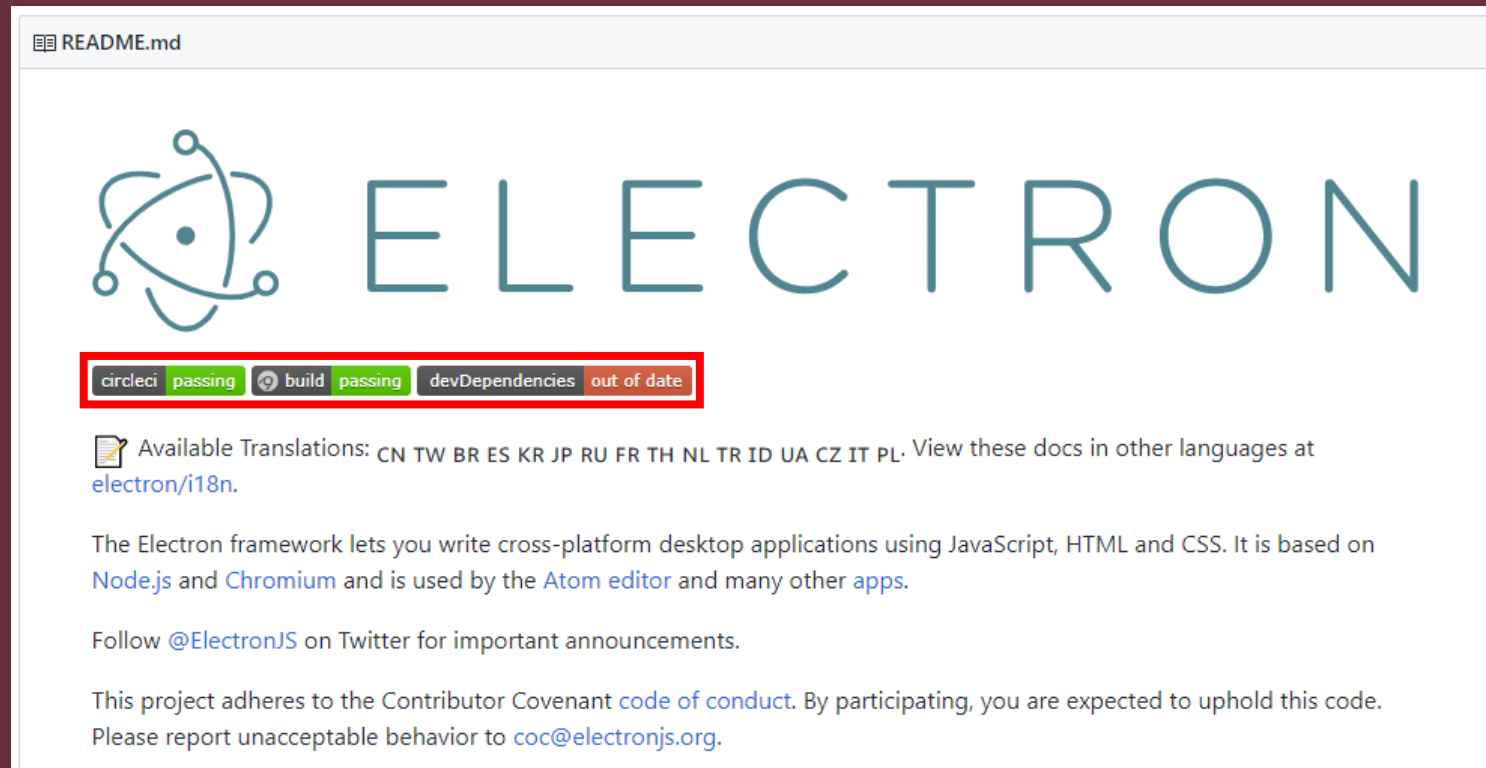 README.md
ELECTRON
circleci passing build passing devDependencies out of date
Available Translations: CN TW BR ES KR JP RU FR TH NL TR ID UA CZ IT PL. View these docs in other languages at
electron/i18n.
The Electron framework lets you write cross-platform desktop applications using JavaScript, HTML and CSS. It is based on
Node.js and Chromium and is used by the Atom editor and many other apps.
Follow @ElectronJS on Twitter for important announcements.
This project adheres to the Contributor Covenant code of conduct. By participating, you are expected to uphold this code.
Please report unacceptable behavior to coc@electronjs.org.